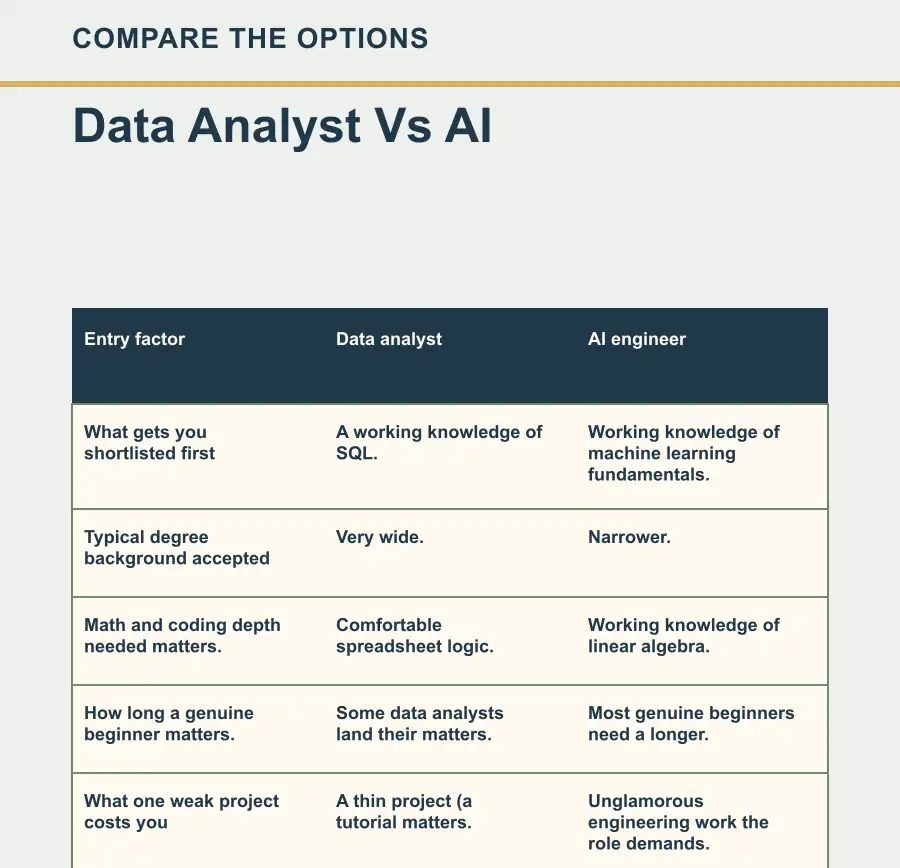 COMPARE THE OPTIONS
Data Analyst Vs AI
Entry factor
Data analyst
AI engineer
What gets you
shortlisted first
A working knowledge of
SQL.
Working knowledge of
machine learning
fundamentals.
Typical degree
background accepted
Very wide.
Narrower.
Math and coding depth
needed matters.
Comfortable
spreadsheet logic.
Working knowledge of
linear algebra.
How long a genuine
beginner matters.
Some data analysts
land their matters.
Most genuine beginners
need a longer.
What one weak project
costs you
A thin project (a
tutorial matters.
Unglamorous
engineering work the
role demands.